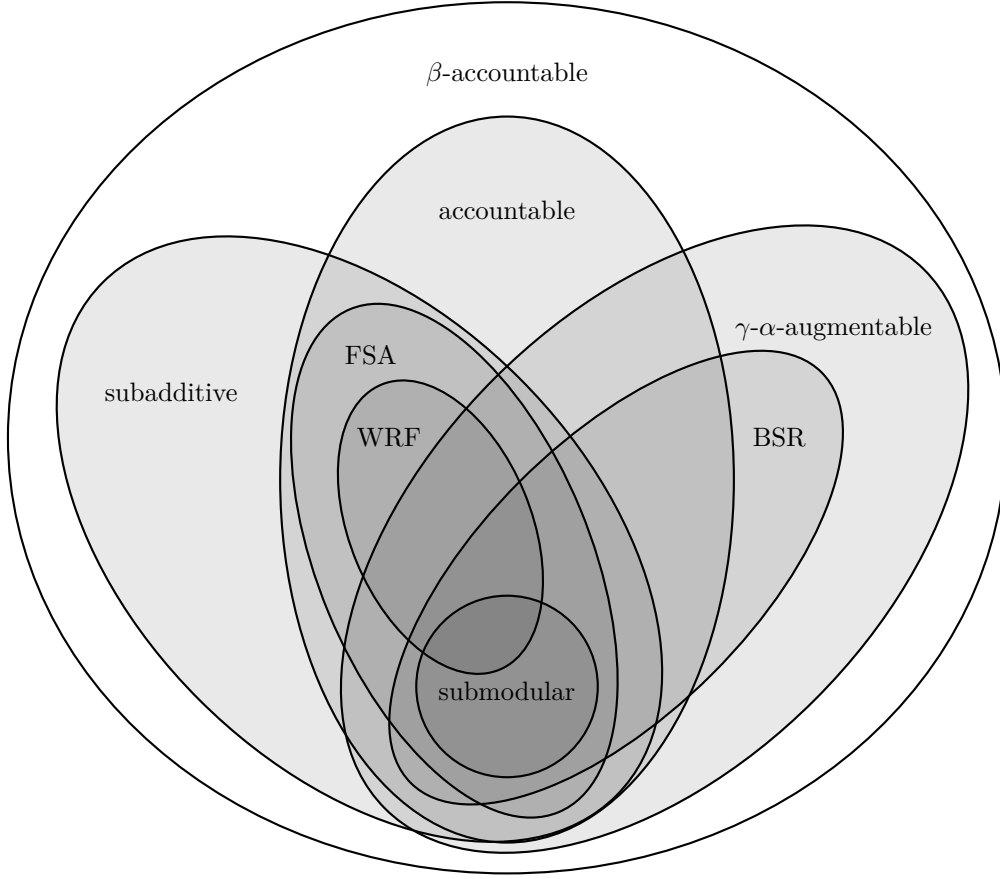 β-accountable
accountable
γ-α-augmentable
FSA
subadditive
WRF
BSR
submodular